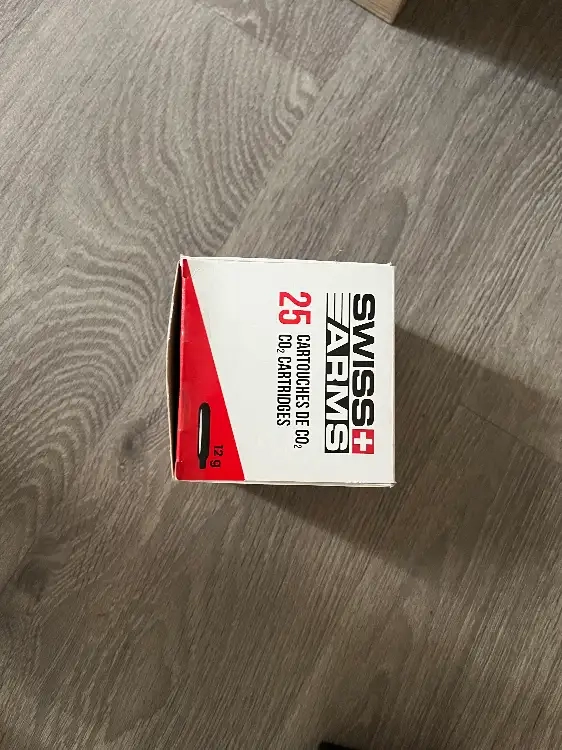 SWISS
ARMS
25 CARTOUCHES DE CO₂
CO₂ CARTRIDGES
12 g